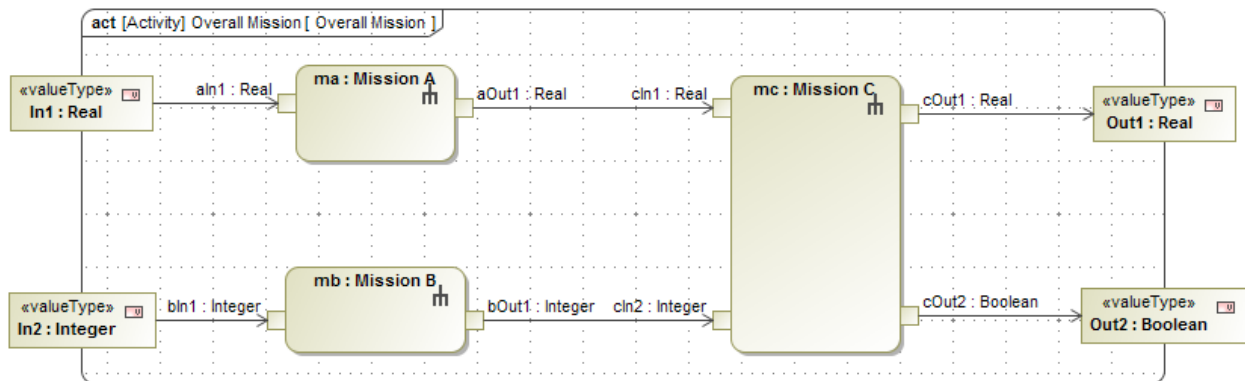 act [Activity] Overall Mission [ Overall Mission ]
«valueType»
In1 : Real
aIn1 : Real
ma : Mission A
aOut1 : Real
cIn1 : Real
mc : Mission C
cOut1 : Real
«valueType»
Out1 : Real
«valueType»
In2 : Integer
bIn1 : Integer
mb : Mission B
bOut1 : Integer
cIn2 : Integer
cOut2 : Boolean
«valueType»
Out2 : Boolean